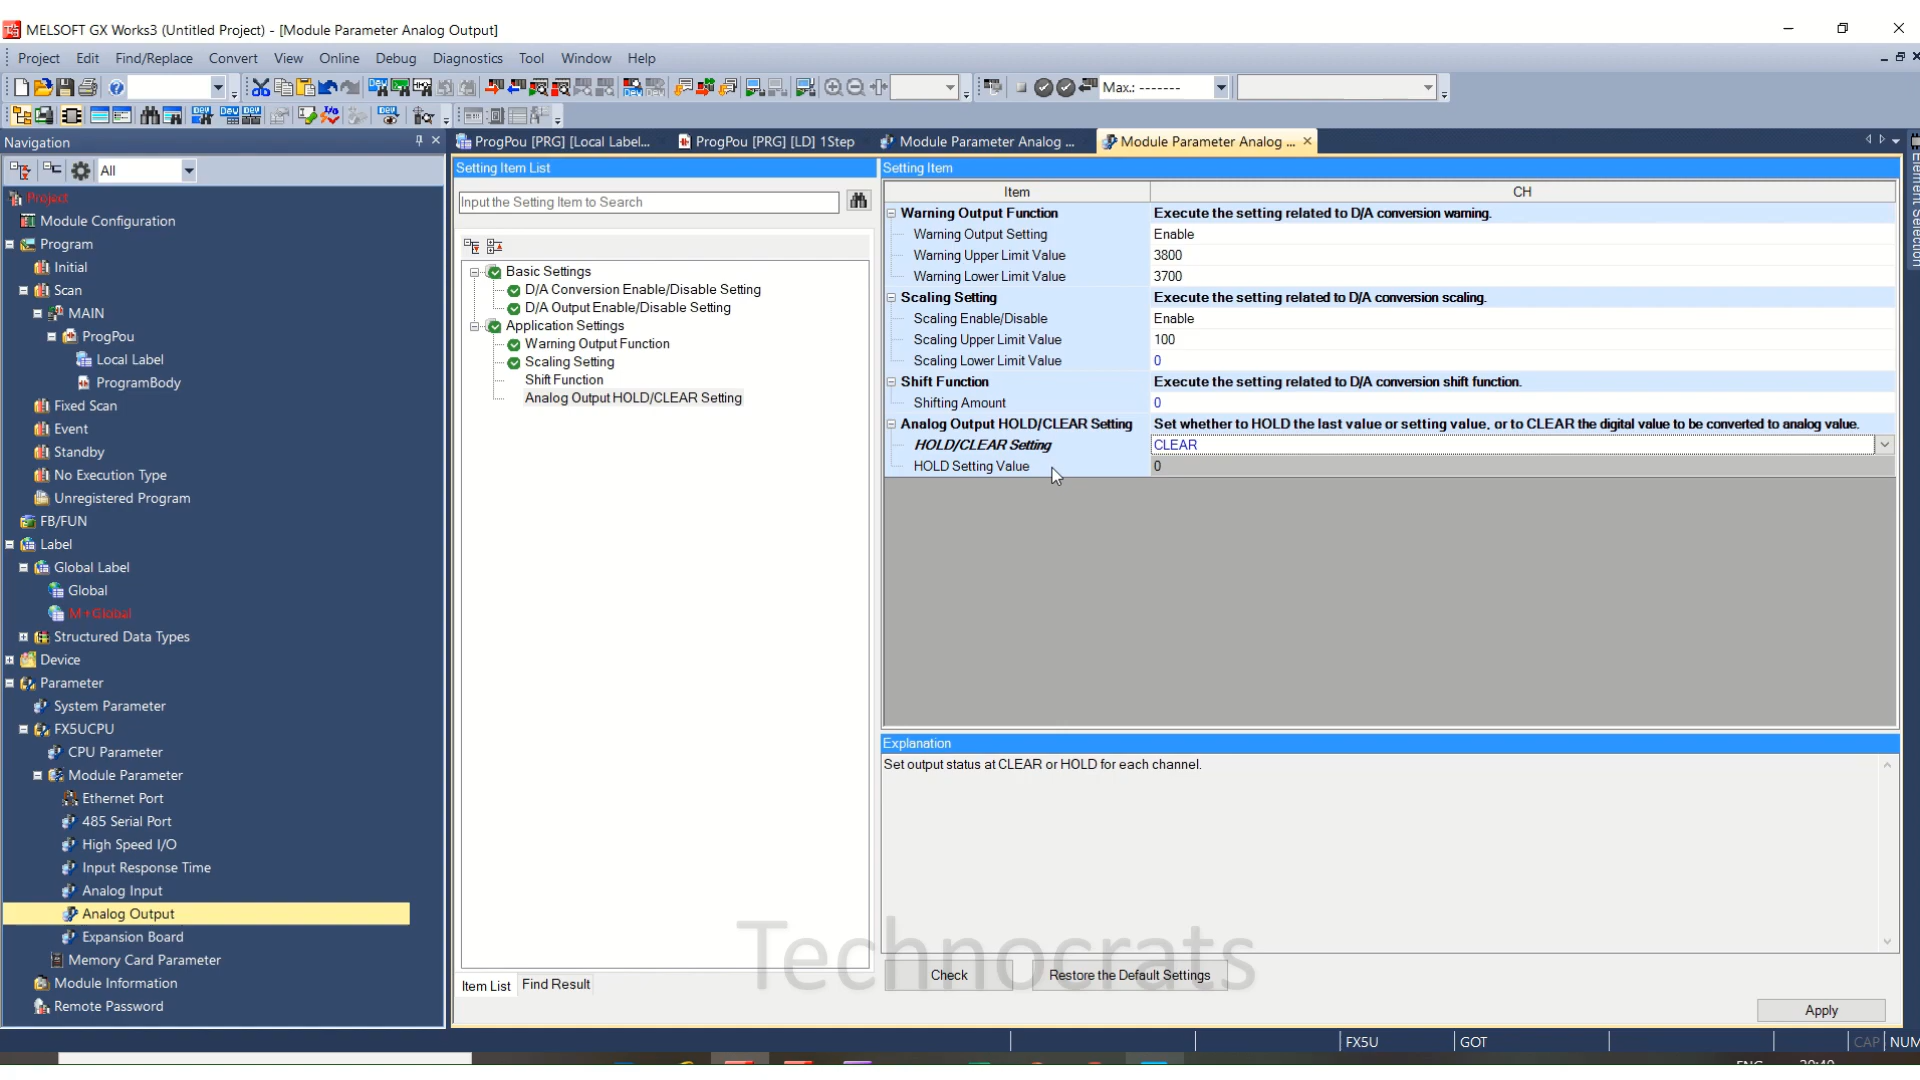 MELSOFT GX Works3 (Untitled Project) - [Module Parameter Analog Output]
Project Edit Find/Replace Convert View Online Debug Diagnostics Tool Window Help
Max.: -------
Navigation
ProgPou [PRG] [Local Label...
ProgPou [PRG] [LD] 1Step
Module Parameter Analog ...
Module Parameter Analog ...
All
Project
Module Configuration
Program
Initial
Scan
MAIN
ProgPou
Local Label
ProgramBody
Fixed Scan
Event
Standby
No Execution Type
Unregistered Program
FB/FUN
Label
Global Label
Global
M+Global
Structured Data Types
Device
Parameter
System Parameter
FX5UCPU
CPU Parameter
Module Parameter
Ethernet Port
485 Serial Port
High Speed I/O
Input Response Time
Analog Input
Analog Output
Expansion Board
Memory Card Parameter
Module Information
Remote Password
Setting Item List
Input the Setting Item to Search
Basic Settings
D/A Conversion Enable/Disable Setting
D/A Output Enable/Disable Setting
Application Settings
Warning Output Function
Scaling Setting
Shift Function
Analog Output HOLD/CLEAR Setting
Item List
Find Result
Setting Item
Item CH
Warning Output Function Execute the setting related to D/A conversion warning.
Warning Output Setting Enable
Warning Upper Limit Value 3800
Warning Lower Limit Value 3700
Scaling Setting Execute the setting related to D/A conversion scaling.
Scaling Enable/Disable Enable
Scaling Upper Limit Value 100
Scaling Lower Limit Value 0
Shift Function Execute the setting related to D/A conversion shift function.
Shifting Amount 0
Analog Output HOLD/CLEAR Setting Set whether to HOLD the last value or setting value, or to CLEAR the digital value to be converted to analog value.
HOLD/CLEAR Setting CLEAR
HOLD Setting Value 0
Explanation
Set output status at CLEAR or HOLD for each channel.
Technocrats
Check
Restore the Default Settings
Apply
Element Selection
FX5U GOT CAP NUM